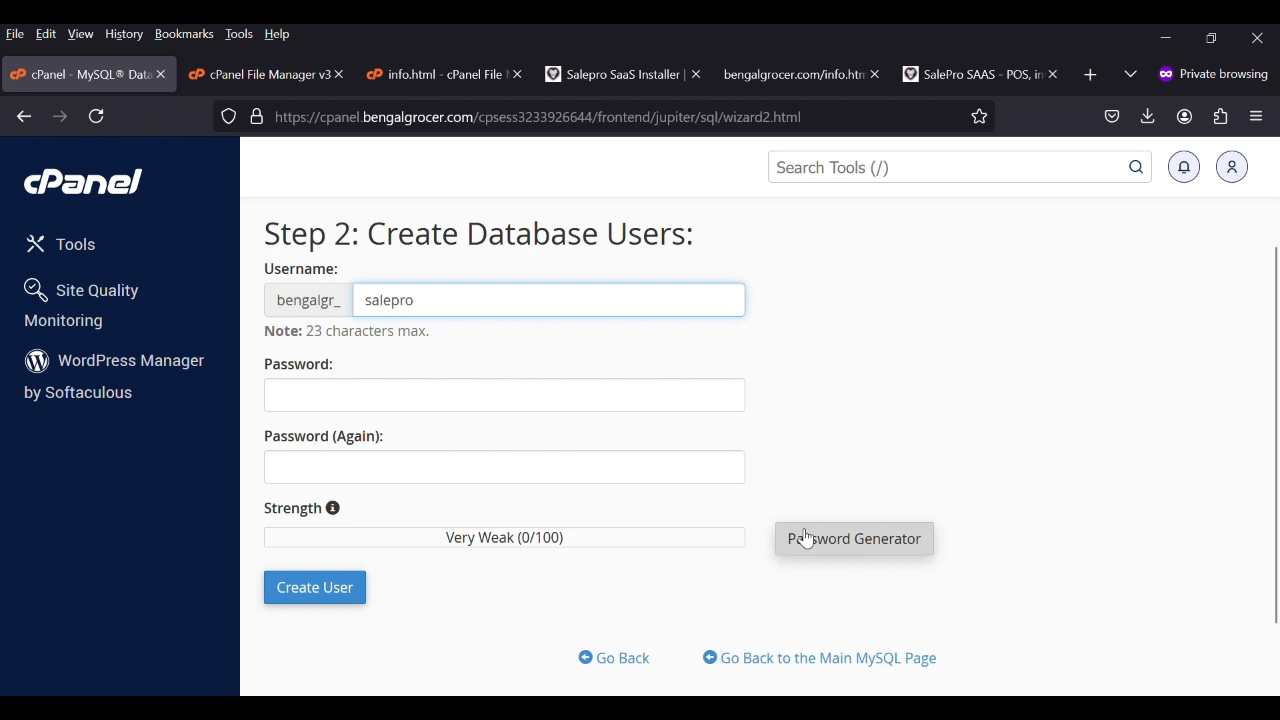 File Edit View History Bookmarks Tools Help
cPanel - MySQL® Data
cPanel File Manager v3
info.html - cPanel File
Salepro SaaS Installer |
bengalgrocer.com/info.htm
SalePro SAAS - POS, in
Private browsing
https://cpanel.bengalgrocer.com/cpsess3233926644/frontend/jupiter/sql/wizard2.html
cPanel
Search Tools (/)
Tools
Site Quality
Monitoring
WordPress Manager
by Softaculous
Step 2: Create Database Users:
Username:
bengalgr_ salepro
Note: 23 characters max.
Password:
Password (Again):
Strength
Very Weak (0/100)
Password Generator
Create User
Go Back
Go Back to the Main MySQL Page